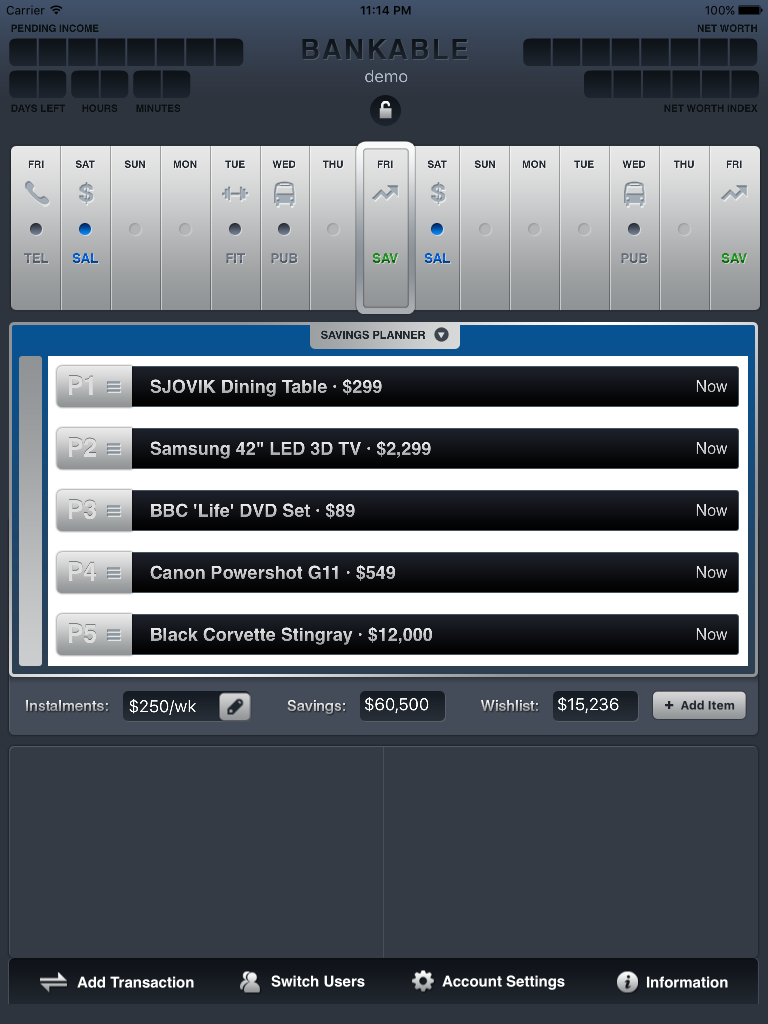 Carrier 11:14 PM 100%
PENDING INCOME NET WORTH
BANKABLE
demo
DAYS LEFT HOURS MINUTES NET WORTH INDEX
FRI SAT SUN MON TUE WED THU FRI SAT SUN MON TUE WED THU FRI
$ $
TEL SAL FIT PUB SAV SAL PUB SAV
SAVINGS PLANNER
P1 SJOVIK Dining Table · $299 Now
P2 Samsung 42" LED 3D TV · $2,299 Now
P3 BBC 'Life' DVD Set · $89 Now
P4 Canon Powershot G11 · $549 Now
P5 Black Corvette Stingray · $12,000 Now
Instalments: $250/wk Savings: $60,500 Wishlist: $15,236 + Add Item
Add Transaction Switch Users Account Settings Information